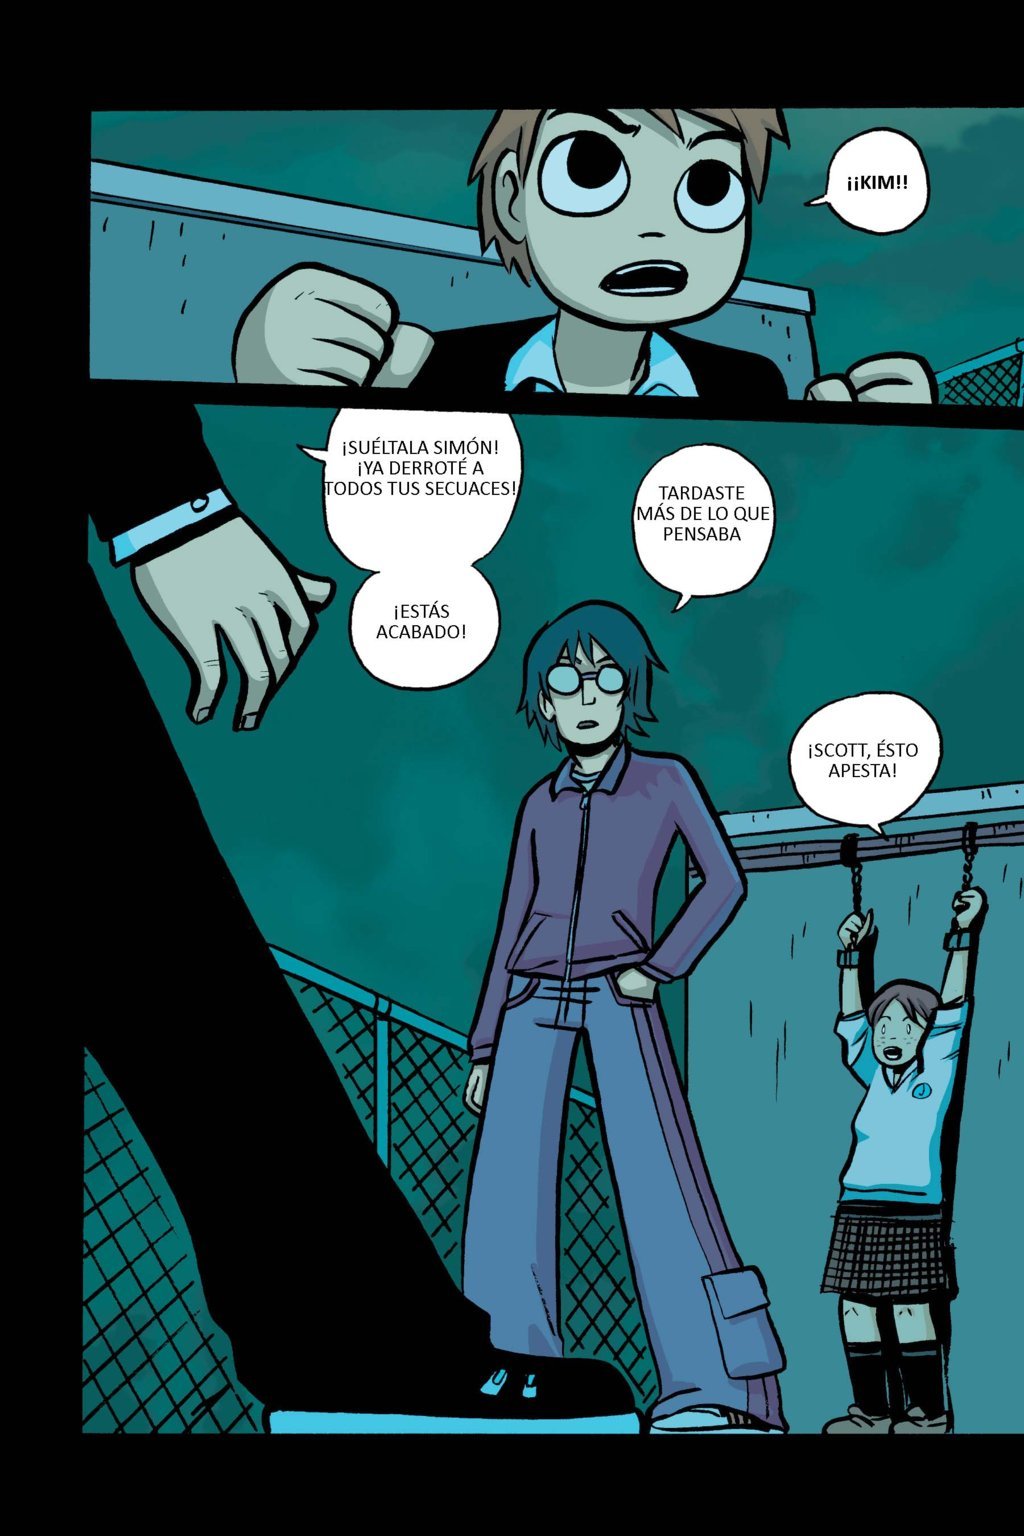 ¡¡KIM!!
¡SUÉLTALA SIMÓN!
¡YA DERROTÉ A
TODOS TUS SECUACES!
¡ESTÁS
ACABADO!
TARDASTE
MÁS DE LO QUE
PENSABA
¡SCOTT, ÉSTO
APESTA!
J